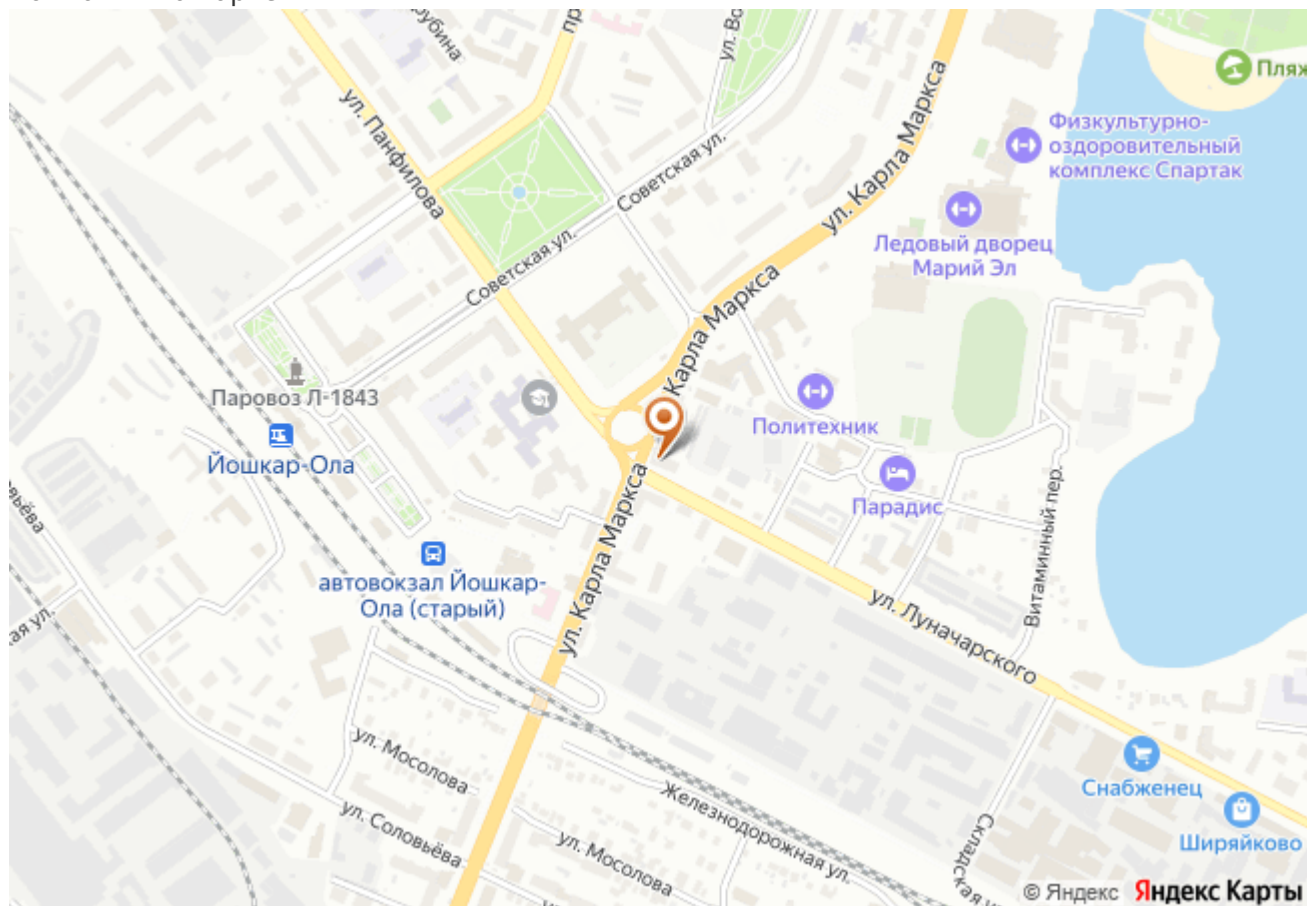 ул. Панфилова
Советская ул.
Советская ул.
ул. Карла Маркса
Карла Маркса
ул. Карла Маркса
Пляж
Физкультурно-
оздоровительный
комплекс Спартак
Ледовый дворец
Марий Эл
Паровоз Л-1843
Йошкар-Ола
Политехник
Парадис
Витаминный пер.
автовокзал Йошкар-
Ола (старый)
ул. Луначарского
ул. Мосолова
ул. Соловьёва
ул. Мосолова
Железнодорожная ул.
Складская
Снабженец
Ширяйково
© Яндекс Яндекс Карты